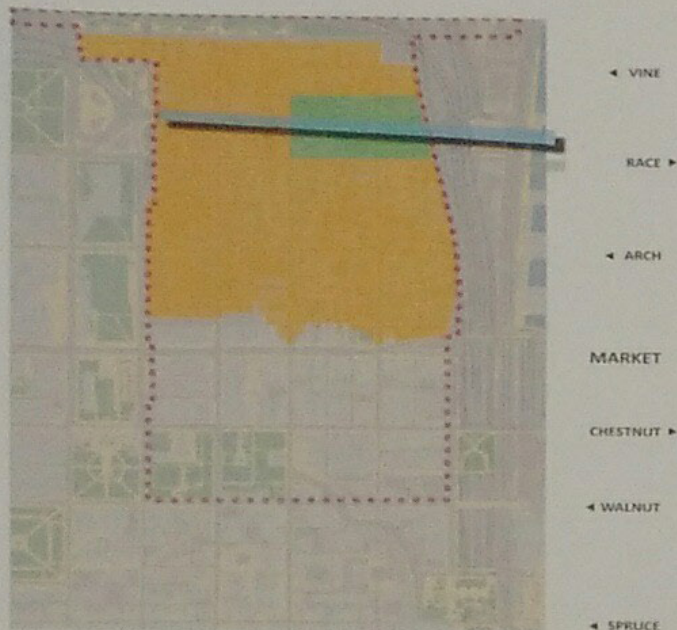 ◄ VINE
RACE ►
◄ ARCH
MARKET
CHESTNUT ►
◄ WALNUT
◄ SPRUCE